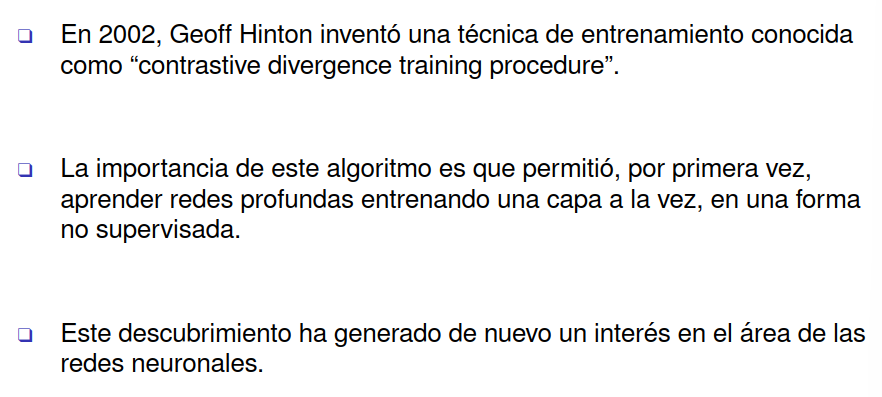 ❑ En 2002, Geoff Hinton inventó una técnica de entrenamiento conocida
como “contrastive divergence training procedure”.
❑ La importancia de este algoritmo es que permitió, por primera vez,
aprender redes profundas entrenando una capa a la vez, en una forma
no supervisada.
❑ Este descubrimiento ha generado de nuevo un interés en el área de las
redes neuronales.